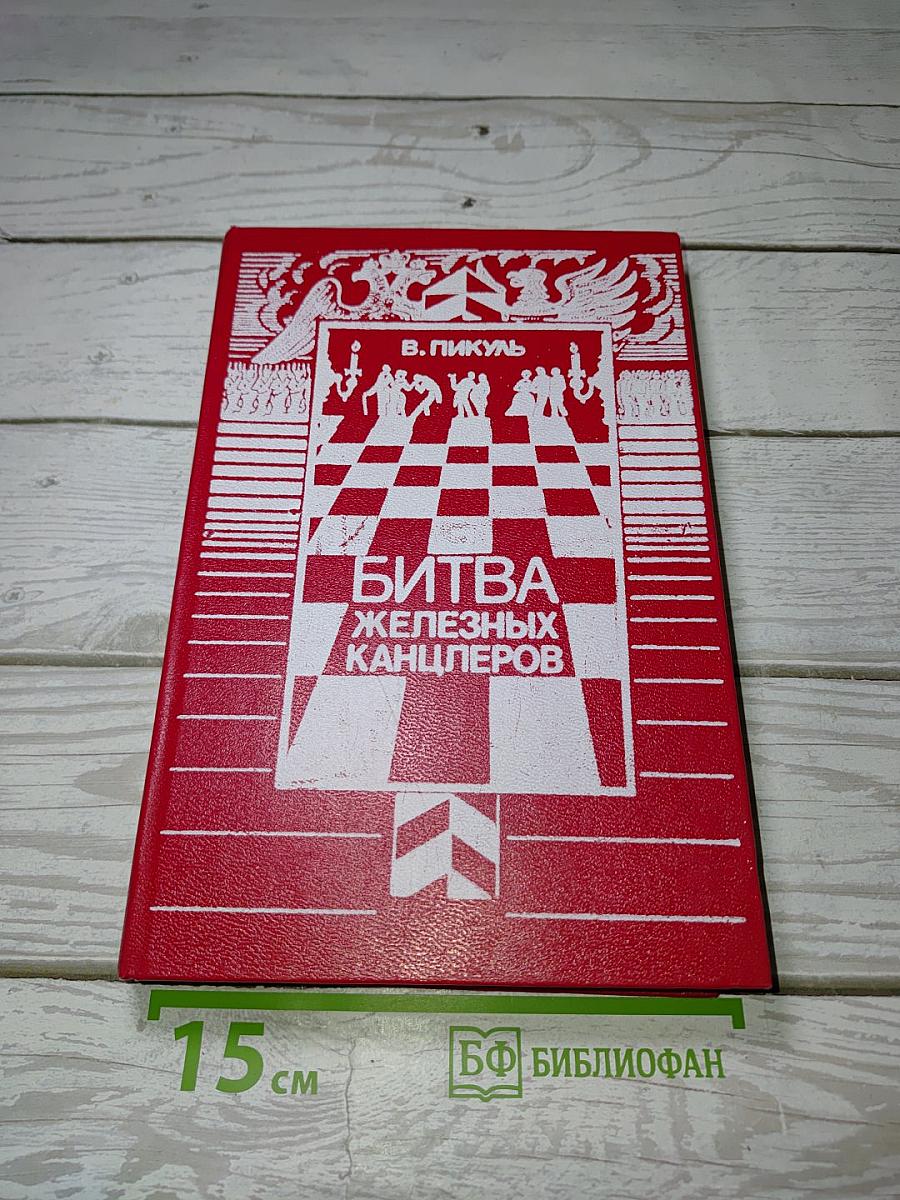 В. ПИКУЛЬ
БИТВА
ЖЕЛЕЗНЫХ
КАНЦЛЕРОВ
15 см
БФ БИБЛИОФАН